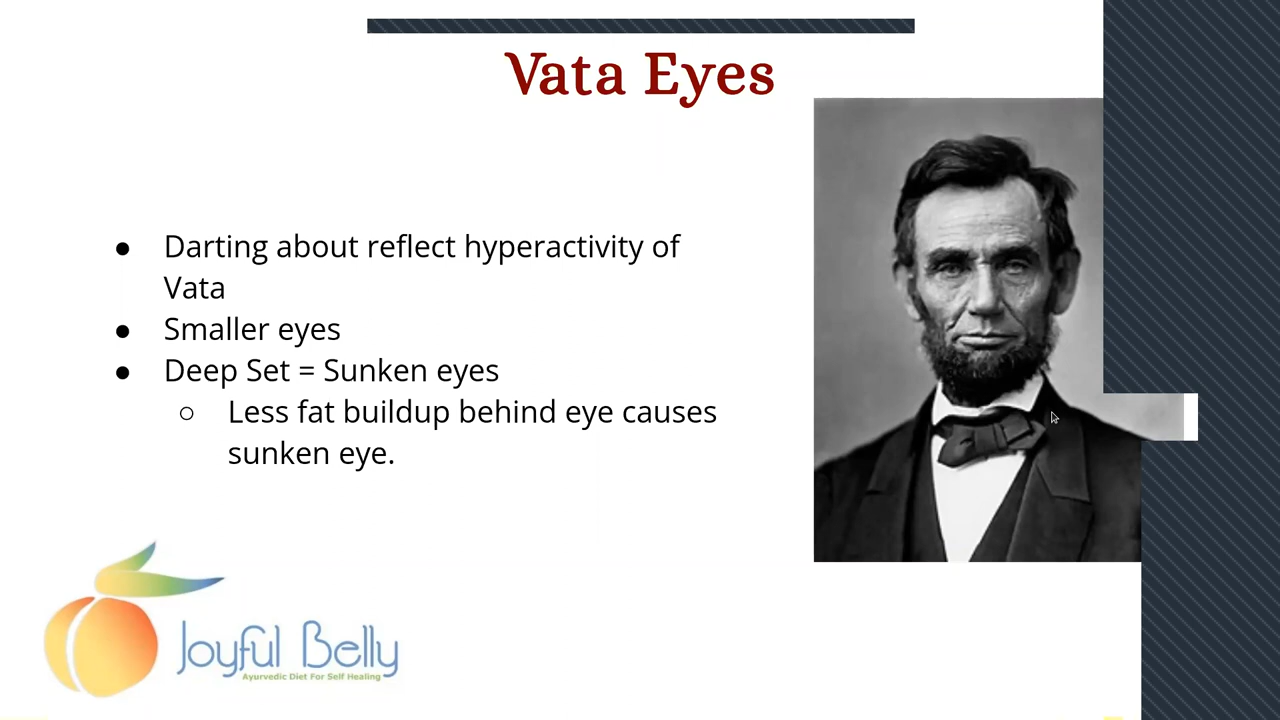 Vata Eyes
● Darting about reflect hyperactivity of
Vata
● Smaller eyes
● Deep Set = Sunken eyes
○ Less fat buildup behind eye causes
sunken eye.
Joyful Belly
Ayurvedic Diet For Self Healing